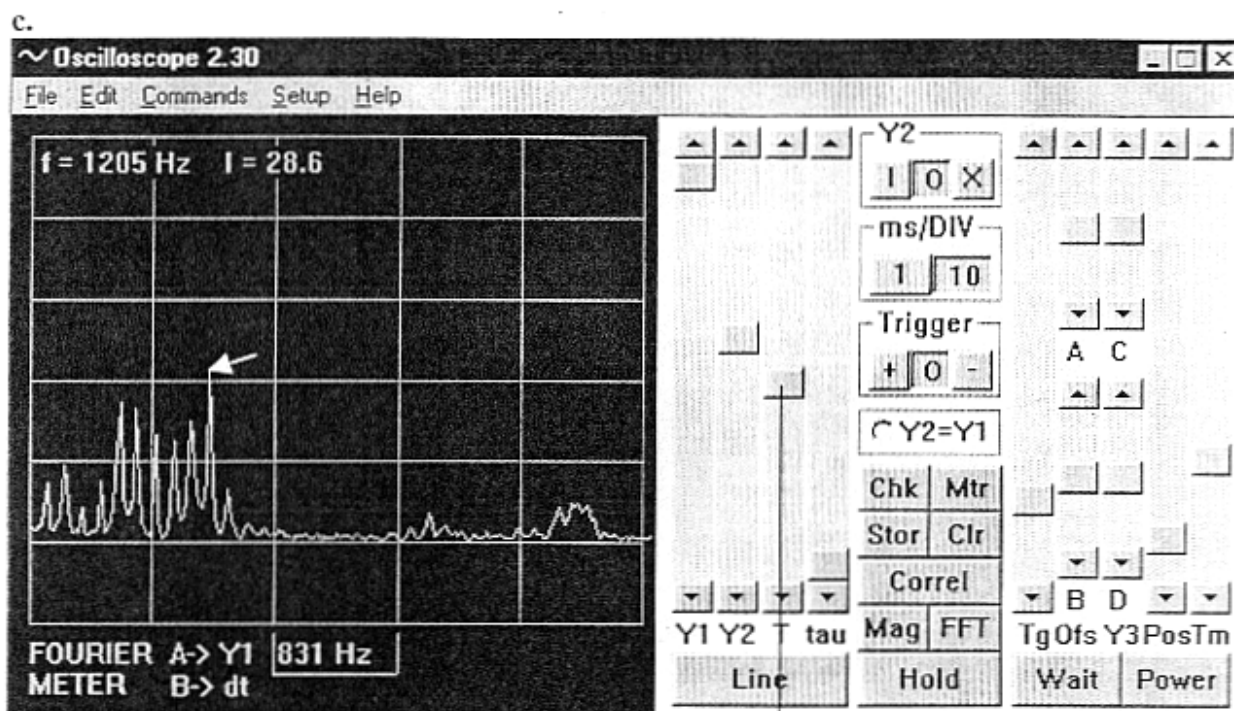 c.
Oscilloscope 2.30
File Edit Commands Setup Help
f = 1205 Hz I = 28.6
Y2
I 0 X
ms/DIV
1 10
Trigger
+ 0 -
Y2=Y1
A C
Chk Mtr
Stor Clr
Correl
Mag FFT
B D
Y1 Y2 T tau
Tg Ofs Y3 Pos Tm
FOURIER A-> Y1 831 Hz
METER B-> dt
Line Hold Wait Power